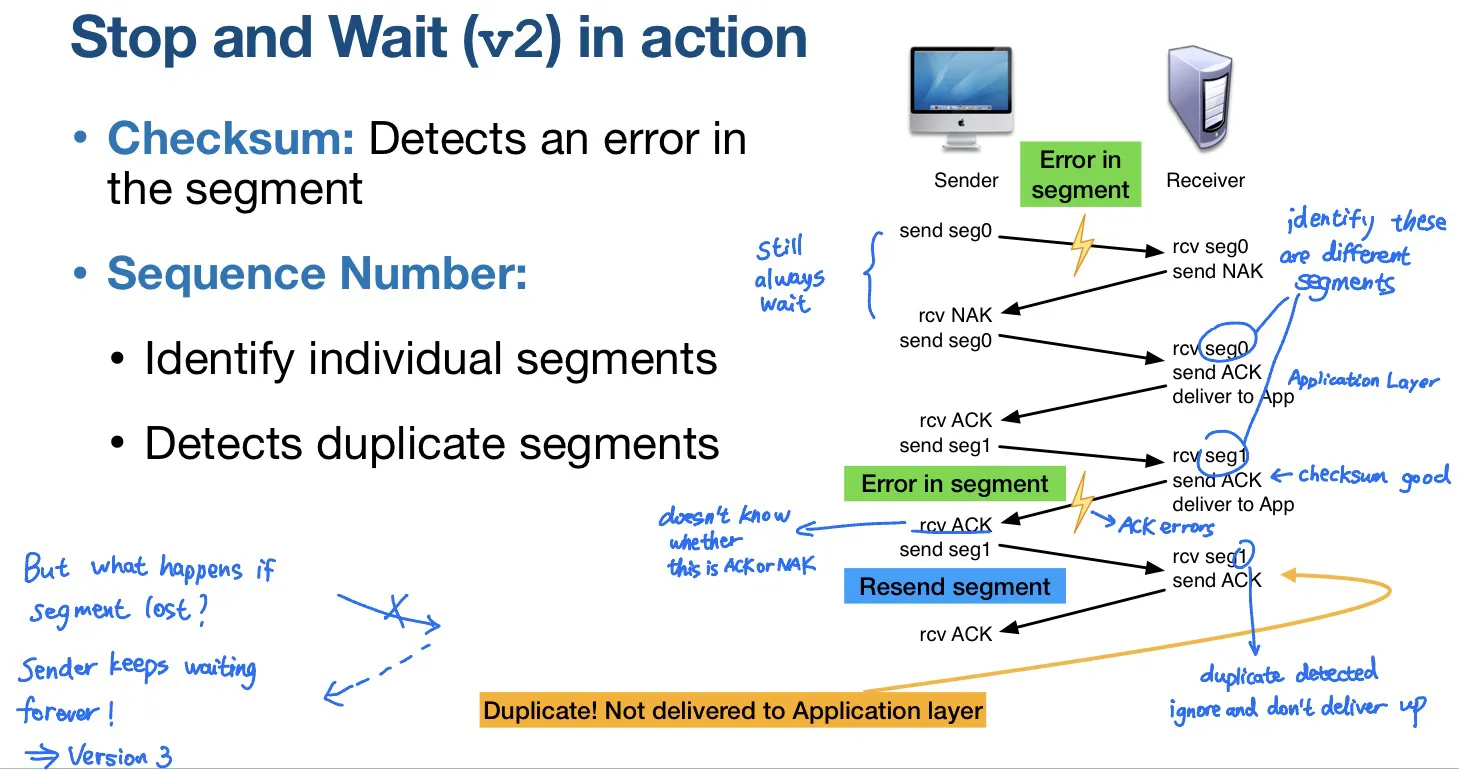 Stop and Wait (v2) in action
• Checksum: Detects an error in
the segment
• Sequence Number:
• Identify individual segments
• Detects duplicate segments
But what happens if
segment lost?
Sender keeps waiting
forever!
⇒ Version 3
Sender
Error in
segment
Receiver
still
always
wait
send seg0
rcv seg0
send NAK
identify these
are different
segments
rcv NAK
send seg0
rcv seg0
send ACK
deliver to App
Application Layer
rcv ACK
send seg1
rcv seg1
send ACK
deliver to App
← checksum good
Error in segment
ACK errors
rcv ACK
doesn't know
whether
this is ACK or NAK
send seg1
rcv seg1
send ACK
Resend segment
rcv ACK
duplicate detected
ignore and don't deliver up
Duplicate! Not delivered to Application layer